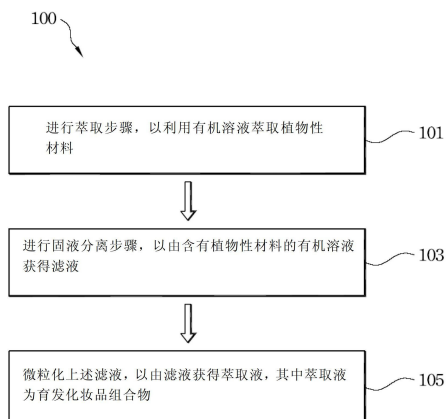 100
进行萃取步骤，以利用有机溶液萃取植物性
材料
101
进行固液分离步骤，以由含有植物性材料的有机溶液
获得滤液
103
微粒化上述滤液，以由滤液获得萃取液，其中萃取液
为育发化妆品组合物
105